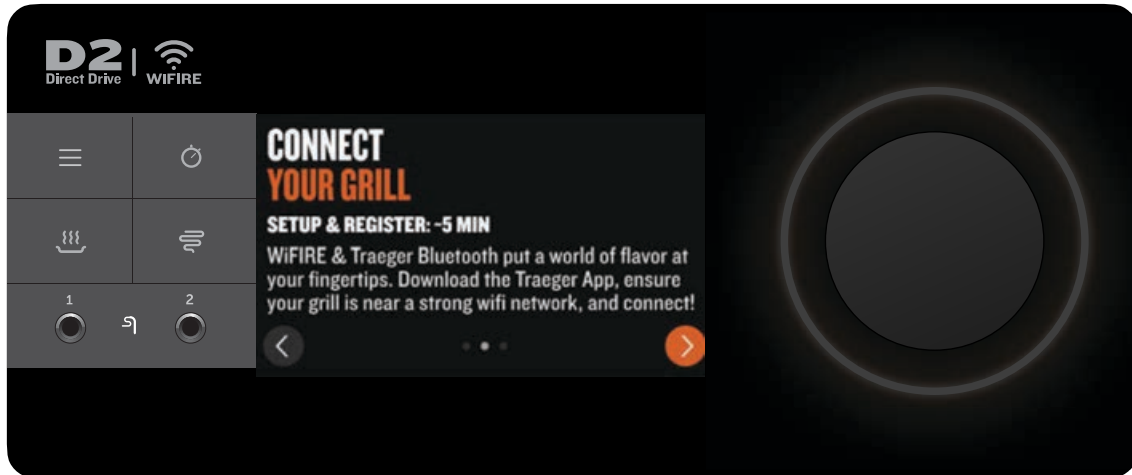 D2
Direct Drive
WiFIRE
CONNECT
YOUR GRILL
SETUP & REGISTER: ~5 MIN
WiFIRE & Traeger Bluetooth put a world of flavor at
your fingertips. Download the Traeger App, ensure
your grill is near a strong wifi network, and connect!
1
2